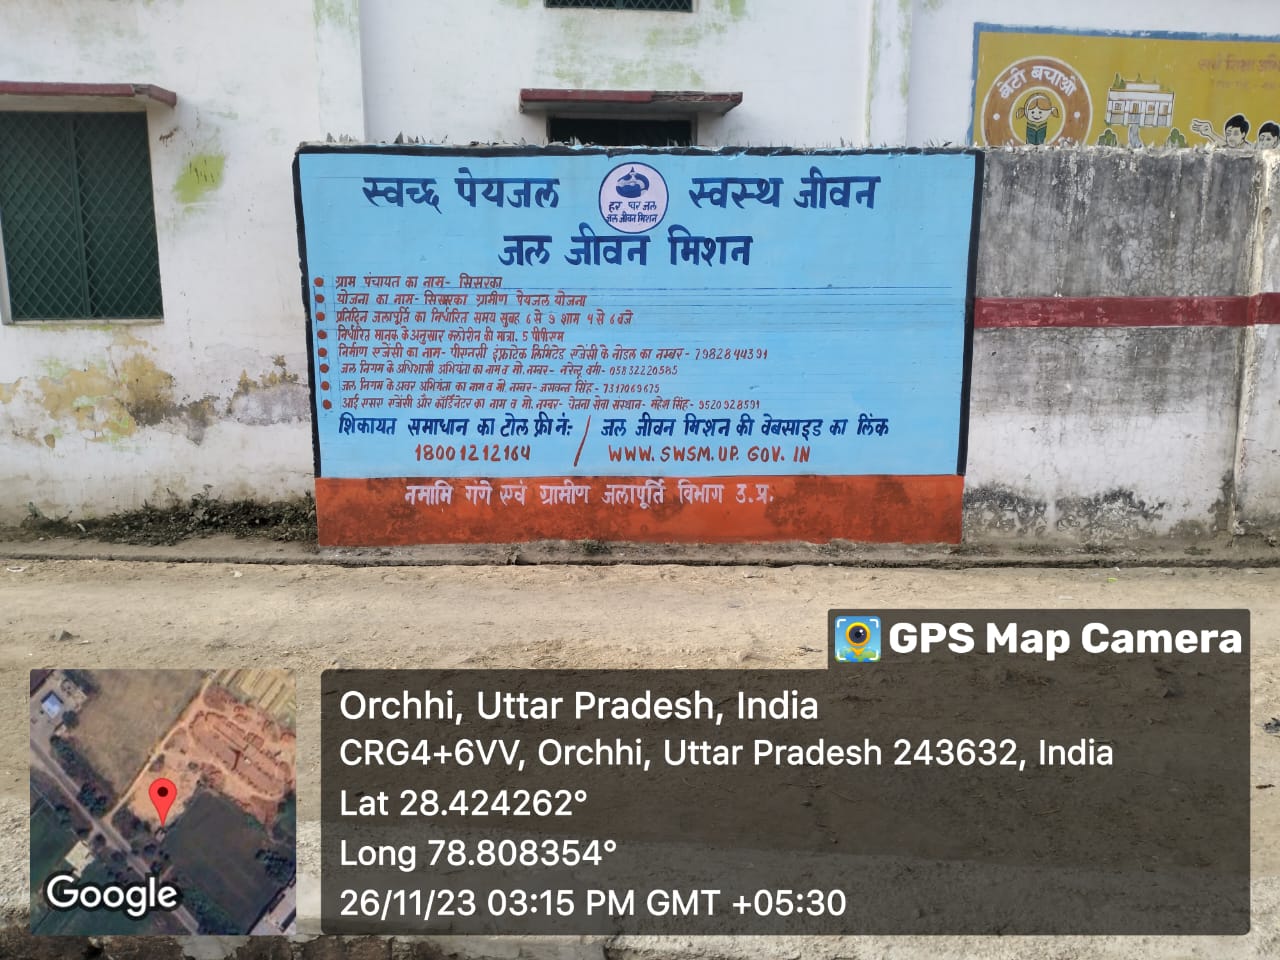 बेटी बचाओ
स्वच्छ पेयजल
हर घर जल
जल जीवन मिशन
स्वस्थ जीवन
जल जीवन मिशन
ग्राम पंचायत का नाम- सिसरका
योजना का नाम- सिसरका ग्रामीण पेयजल योजना
प्रतिदिन जलापूर्ति का निर्धारित समय सुबह 6 से 9 शाम 4 से 6 बजे
निर्धारित मानक के अनुसार क्लोरीन की मात्रा .5 पीपीएम
निर्माण एजेंसी का नाम- पीएनसी इंफ्राटेक लिमिटेड एजेंसी के नोडल का नम्बर- 7982844391
जल निगम के अधिशासी अभियंता का नाम व मो. नम्बर- नरेन्द्र वर्मा- 05832220585
जल निगम के अवर अभियंता का नाम व मो. नम्बर- जसवन्त सिंह- 7317069675
आई एसए एजेंसी और कॉर्डिनेटर का नाम व मो. नम्बर- चेतना सेवा संस्थान- महेश सिंह- 9520928591
शिकायत समाधान का टोल फ्री नं: / जल जीवन मिशन की वेबसाइड का लिंक
18001212164 / WWW.SWSM.UP.GOV.IN
नमामि गंगे एवं ग्रामीण जलापूर्ति विभाग उ.प्र.
GPS Map Camera
Orchhi, Uttar Pradesh, India
CRG4+6VV, Orchhi, Uttar Pradesh 243632, India
Lat 28.424262°
Long 78.808354°
26/11/23 03:15 PM GMT +05:30
Google